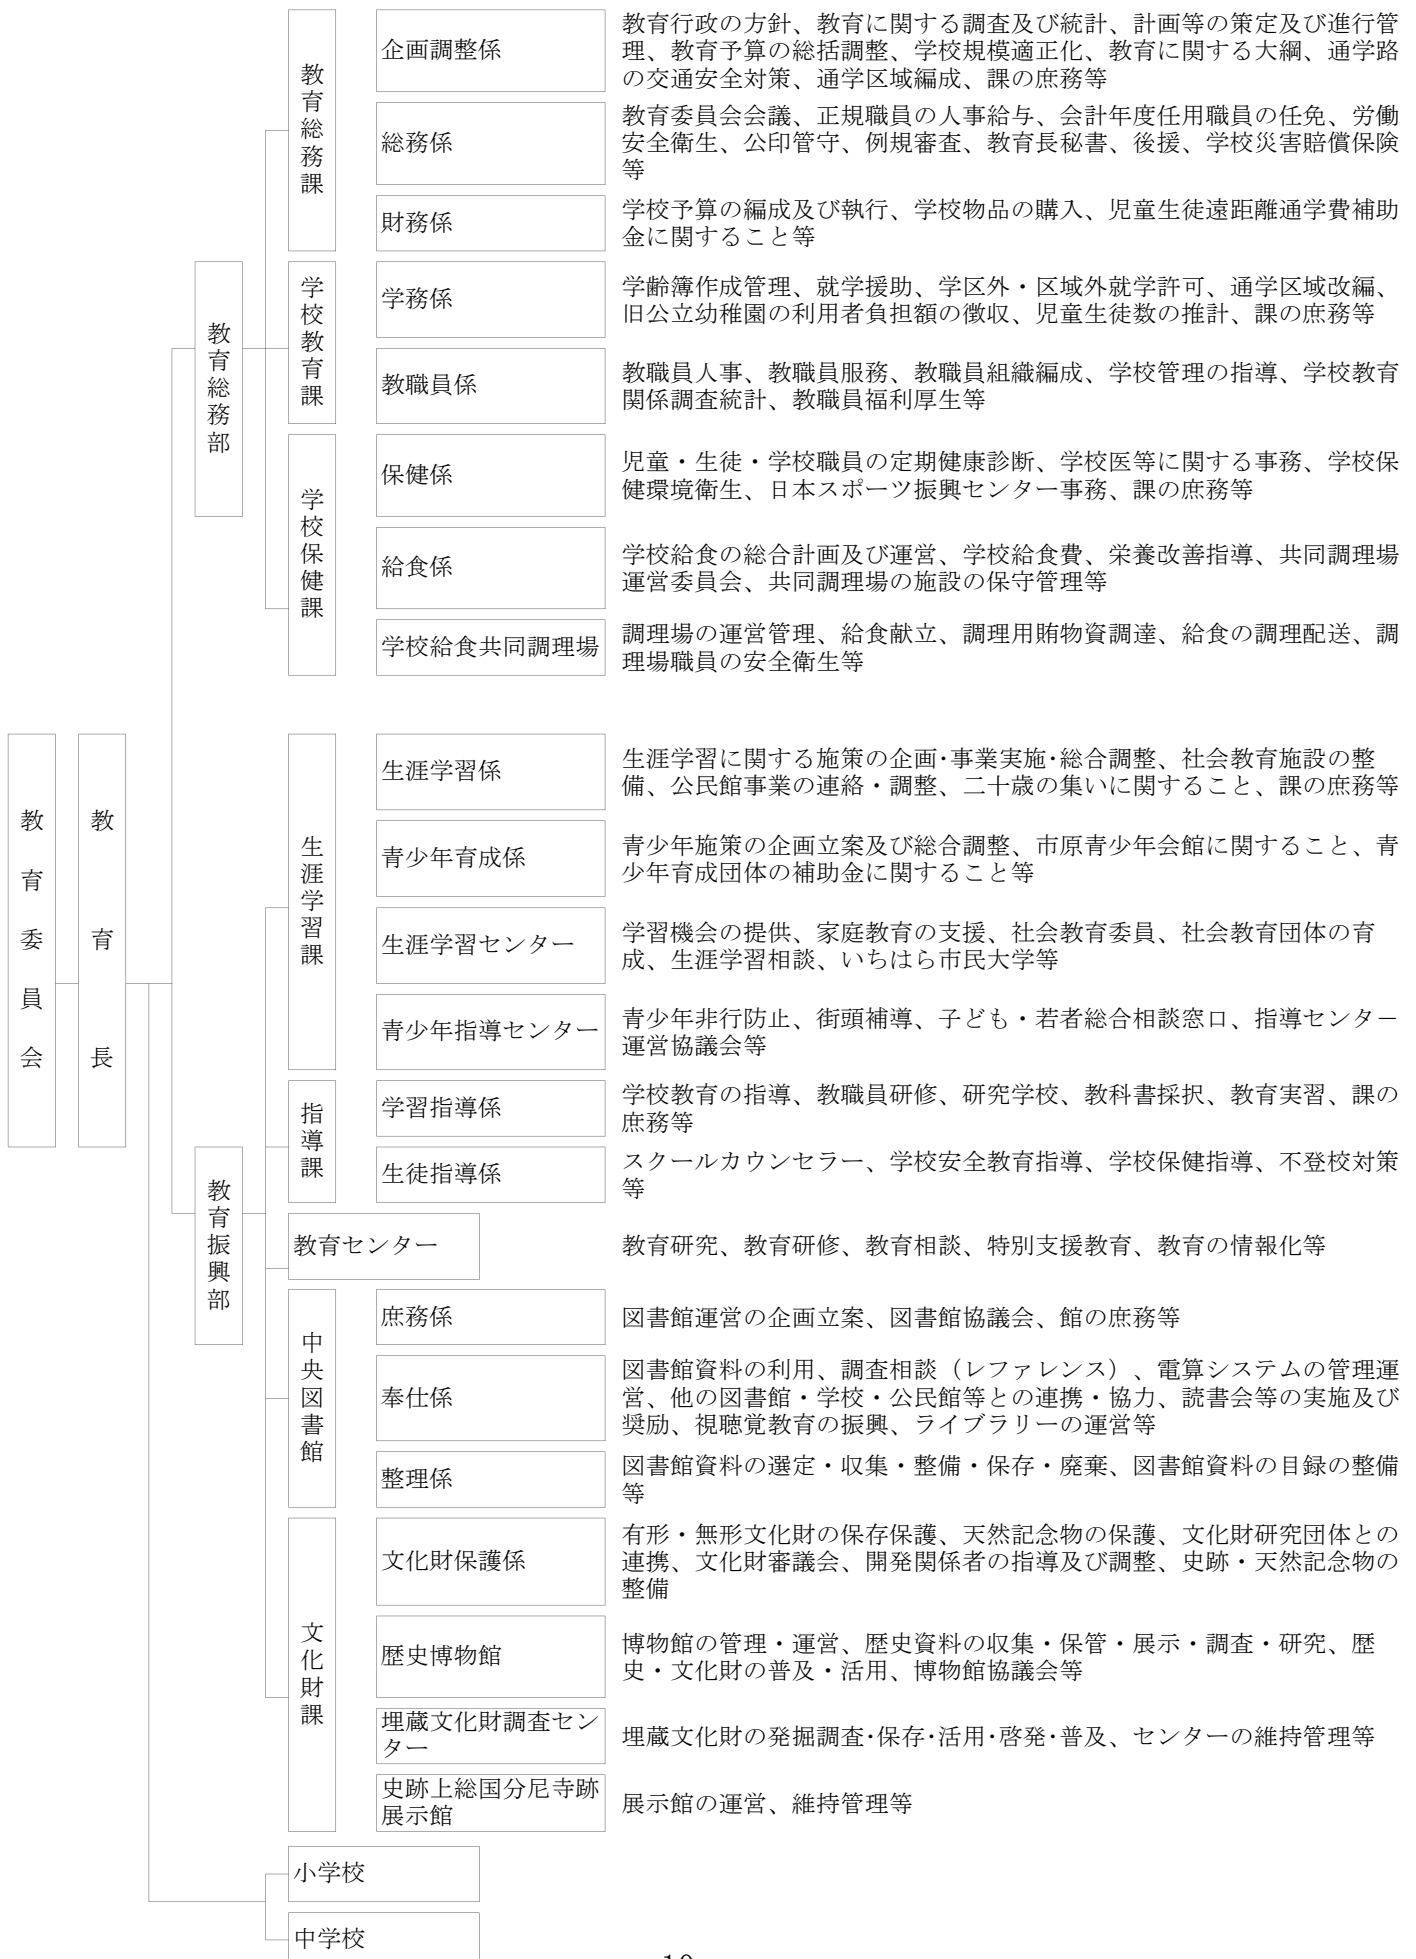 教育委員会
教育長
教育総務部
教育総務課
企画調整係
教育行政の方針、教育に関する調査及び統計、計画等の策定及び進行管
理、教育予算の総括調整、学校規模適正化、教育に関する大綱、通学路
の交通安全対策、通学区域編成、課の庶務等
総務係
教育委員会会議、正規職員の人事給与、会計年度任用職員の任免、労働
安全衛生、公印管守、例規審査、教育長秘書、後援、学校災害賠償保険
等
財務係
学校予算の編成及び執行、学校物品の購入、児童生徒遠距離通学費補助
金に関すること等
学校教育課
学務係
学齢簿作成管理、就学援助、学区外・区域外就学許可、通学区域改編、
旧公立幼稚園の利用者負担額の徴収、児童生徒数の推計、課の庶務等
教職員係
教職員人事、教職員服務、教職員組織編成、学校管理の指導、学校教育
関係調査統計、教職員福利厚生等
学校保健課
保健係
児童・生徒・学校職員の定期健康診断、学校医等に関する事務、学校保
健環境衛生、日本スポーツ振興センター事務、課の庶務等
給食係
学校給食の総合計画及び運営、学校給食費、栄養改善指導、共同調理場
運営委員会、共同調理場の施設の保守管理等
学校給食共同調理場
調理場の運営管理、給食献立、調理用賄物資調達、給食の調理配送、調
理場職員の安全衛生等
教育振興部
生涯学習課
生涯学習係
生涯学習に関する施策の企画・事業実施・総合調整、社会教育施設の整
備、公民館事業の連絡・調整、二十歳の集いに関すること、課の庶務等
青少年育成係
青少年施策の企画立案及び総合調整、市原青少年会館に関すること、青
少年育成団体の補助金に関すること等
生涯学習センター
学習機会の提供、家庭教育の支援、社会教育委員、社会教育団体の育
成、生涯学習相談、いちはら市民大学等
青少年指導センター
青少年非行防止、街頭補導、子ども・若者総合相談窓口、指導センター
運営協議会等
指導課
学習指導係
学校教育の指導、教職員研修、研究学校、教科書採択、教育実習、課の
庶務等
生徒指導係
スクールカウンセラー、学校安全教育指導、学校保健指導、不登校対策
等
教育センター
教育研究、教育研修、教育相談、特別支援教育、教育の情報化等
中央図書館
庶務係
図書館運営の企画立案、図書館協議会、館の庶務等
奉仕係
図書館資料の利用、調査相談（レファレンス）、電算システムの管理運
営、他の図書館・学校・公民館等との連携・協力、読書会等の実施及び
奨励、視聴覚教育の振興、ライブラリーの運営等
整理係
図書館資料の選定・収集・整備・保存・廃棄、図書館資料の目録の整備
等
文化財課
文化財保護係
有形・無形文化財の保存保護、天然記念物の保護、文化財研究団体との
連携、文化財審議会、開発関係者の指導及び調整、史跡・天然記念物の
整備
歴史博物館
博物館の管理・運営、歴史資料の収集・保管・展示・調査・研究、歴
史・文化財の普及・活用、博物館協議会等
埋蔵文化財調査セン
ター
埋蔵文化財の発掘調査・保存・活用・啓発・普及、センターの維持管理等
史跡上総国分尼寺跡
展示館
展示館の運営、維持管理等
小学校
中学校